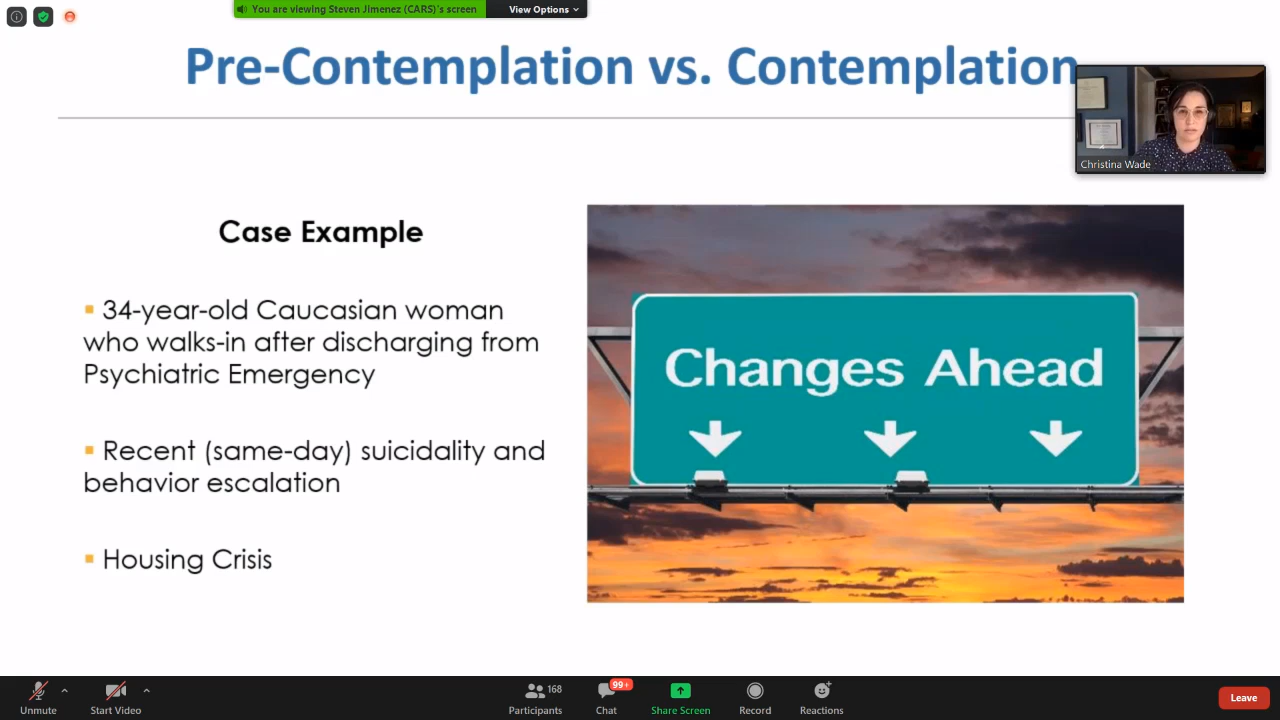 You are viewing Steven Jimenez (CARS)'s screen
View Options
Pre-Contemplation vs. Contemplation
Christina Wade
Case Example
34-year-old Caucasian woman
who walks-in after discharging from
Psychiatric Emergency
Recent (same-day) suicidality and
behavior escalation
Housing Crisis
Changes Ahead
Unmute
Start Video
168
Participants
99+
Chat
Share Screen
Record
Reactions
Leave